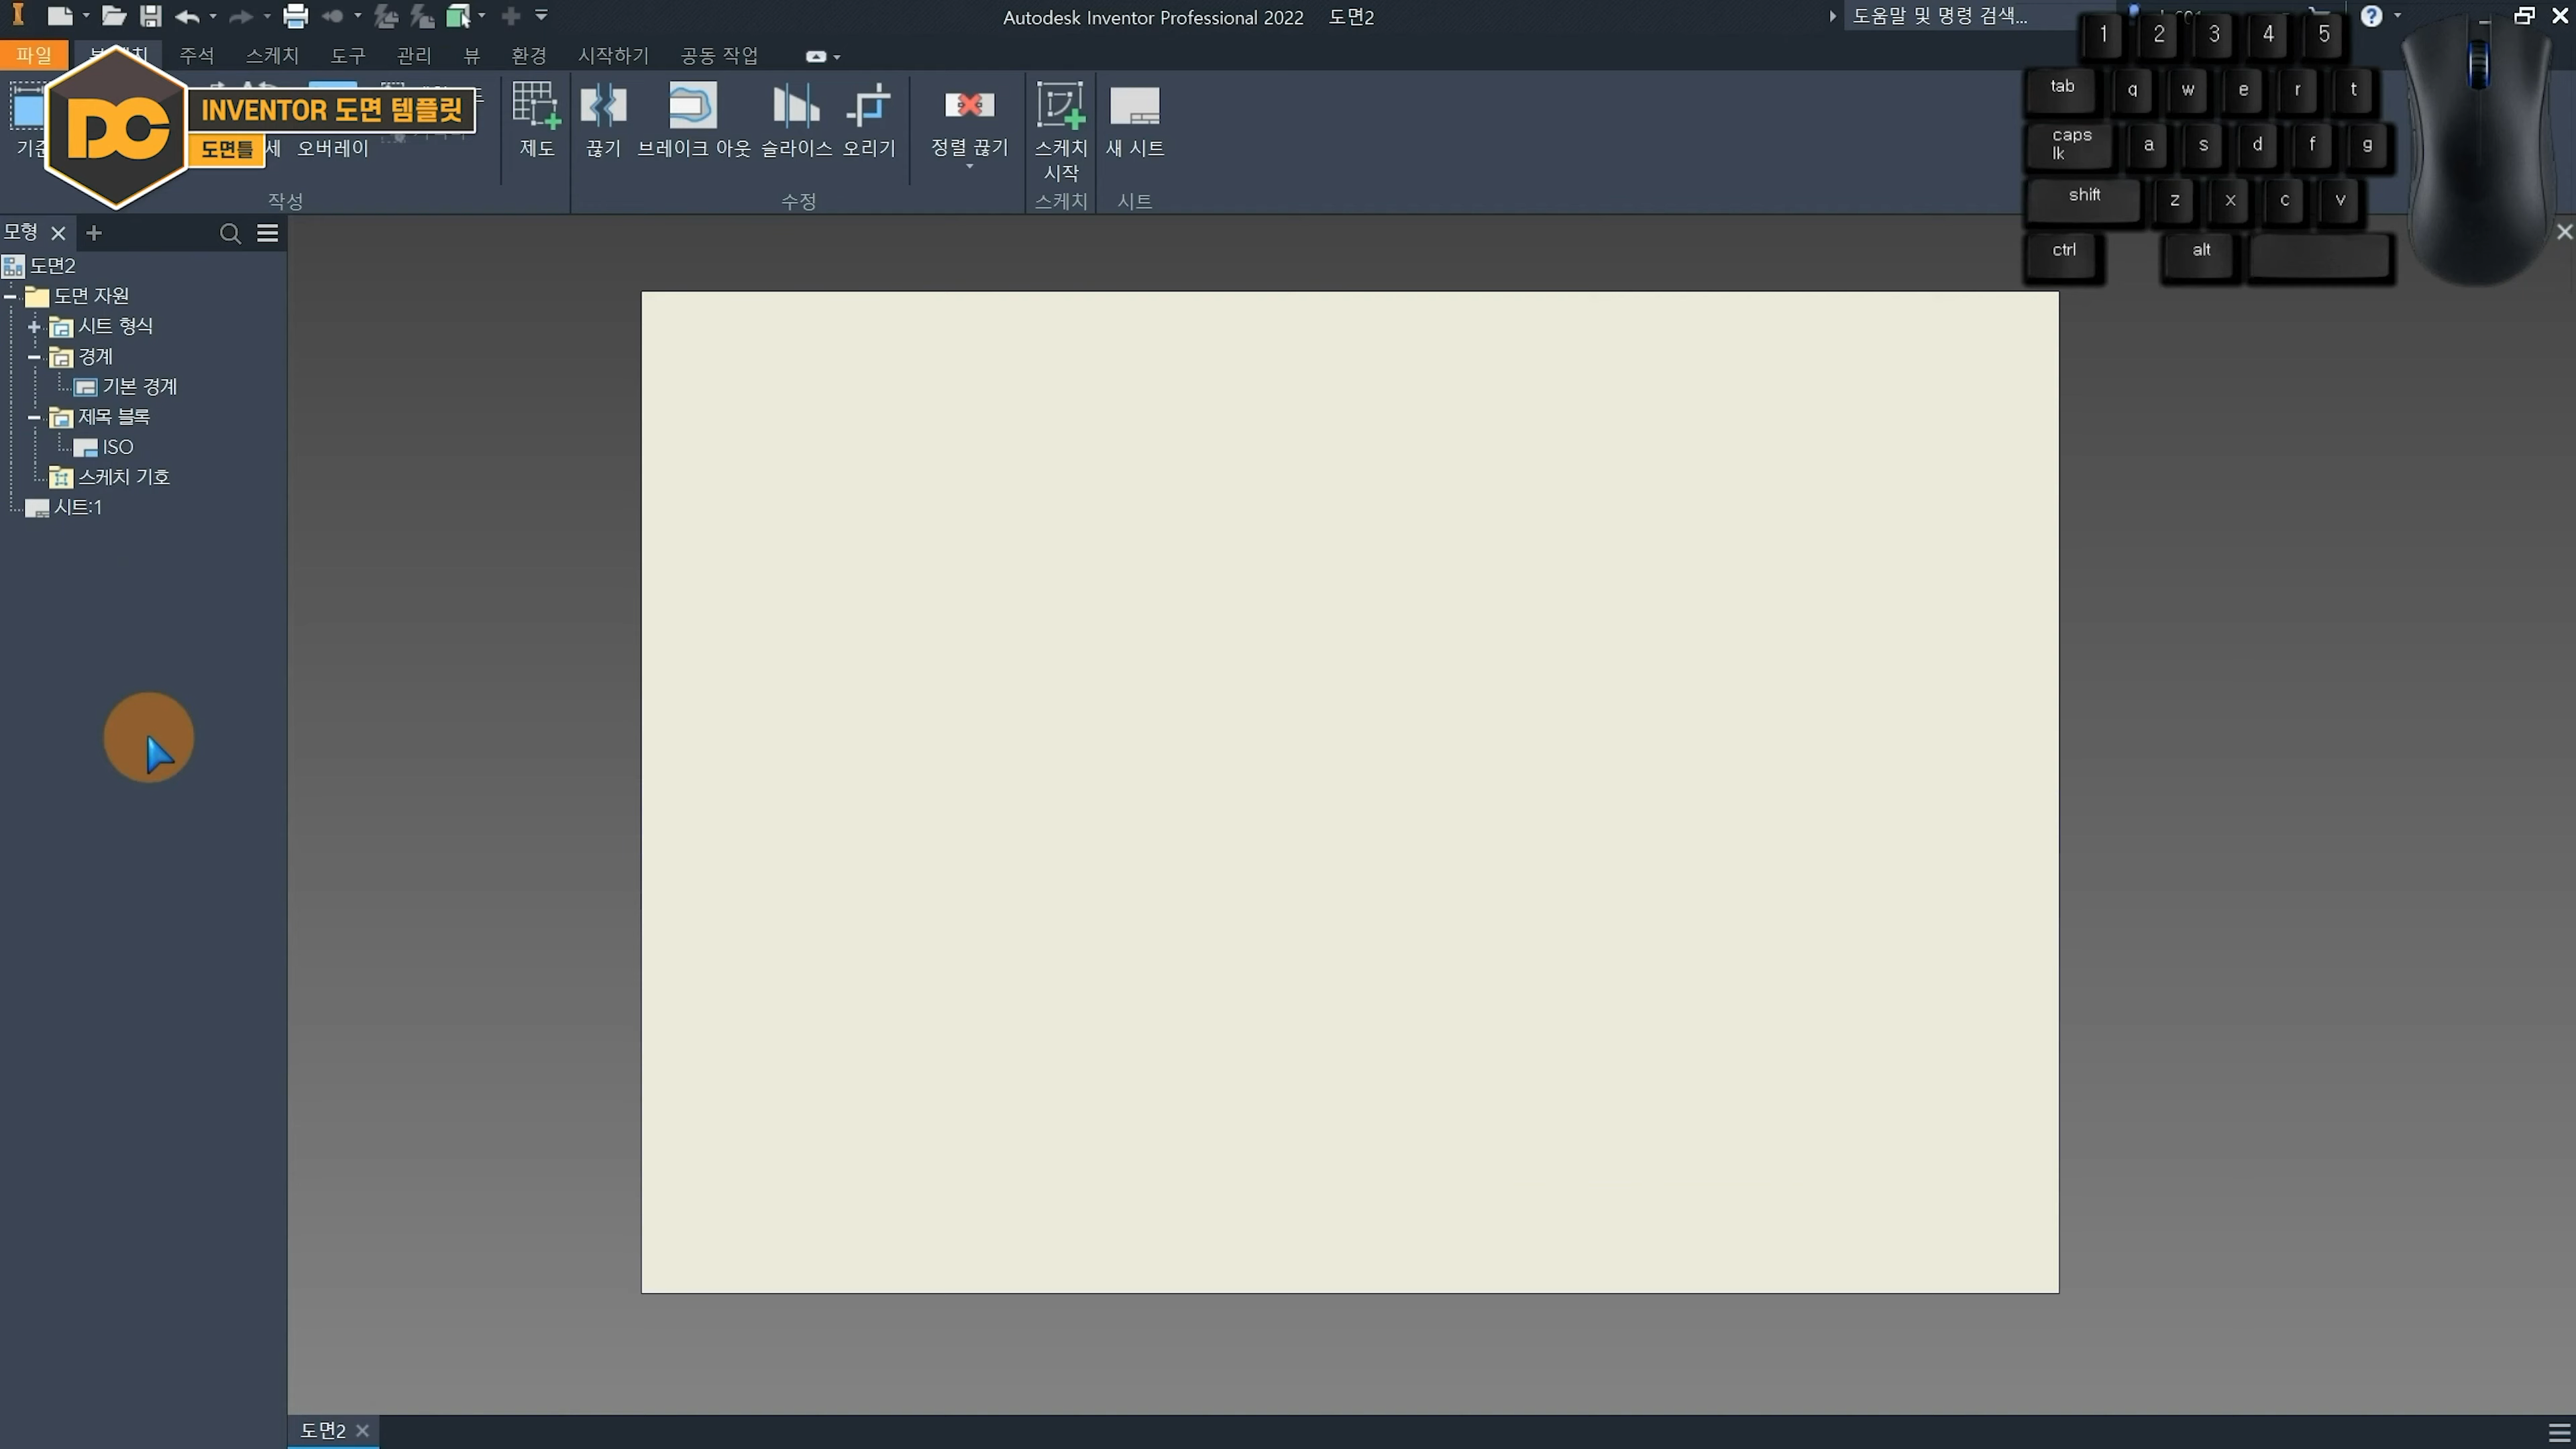 Autodesk Inventor Professional 2022 도면2
도움말 및 명령 검색...
파일 주석 스케치 도구 관리 뷰 환경 시작하기 공동 작업
DC
INVENTOR 도면 템플릿
도면틀
오버레이 제도 끊기 브레이크 아웃 슬라이스 오리기 정렬 끊기 스케치 시작 새 시트
작성 수정 스케치 시트
모형
도면2
도면 자원
시트 형식
경계
기본 경계
제목 블록
ISO
스케치 기호
시트:1
1 2 3 4 5
tab q w e r t
caps lk a s d f g
shift z x c v
ctrl alt
도면2